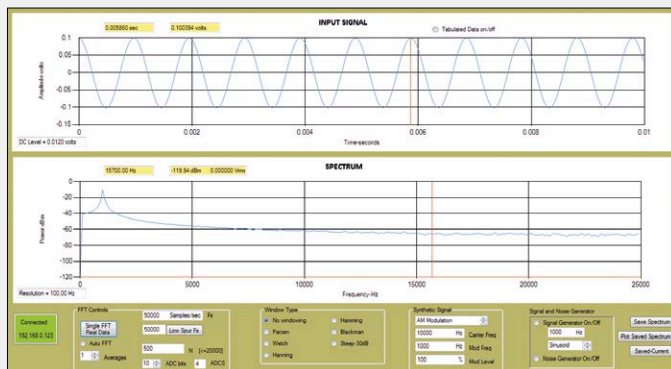 INPUT SIGNAL
0.005860 sec
0.100394 volts
Tabulated Data on/off
Amplitude-volts
0.1
0.05
0
-0.05
-0.1
-0.15
0
0.002
0.004
0.006
0.008
0.01
DC Level = 0.0120 volts
Time-seconds
SPECTRUM
15700.00 Hz
-119.94 dBm 0.000000 Vrms
Power dBm
0
-20
-40
-60
-80
-100
-120
0
5000
10000
15000
20000
25000
Resolution = 100.00 Hz
Frequency-Hz
Connected
192.168.0.123
FFT Controls
Single FFT
Real Data
50000 Samples/sec Fs
50000 Low Spur Fs
Auto FFT
1 Averages
500 N [<=20000]
10 ADC bits 4 ADCS
Window Type
No windowing
Parzen
Welch
Hanning
Hamming
Blackman
Steep-30dB
Synthetic Signal
AM Modulation
10000 Hz Carrier Freq
1000 Hz Mod Freq
100 % Mod Level
Signal and Noise Generator
Signal Generator On/Off
1000 Hz
Sinusoid
Noise Generator On/Off
Save Spectrum
Plot Saved Spectrum
Saved-Current